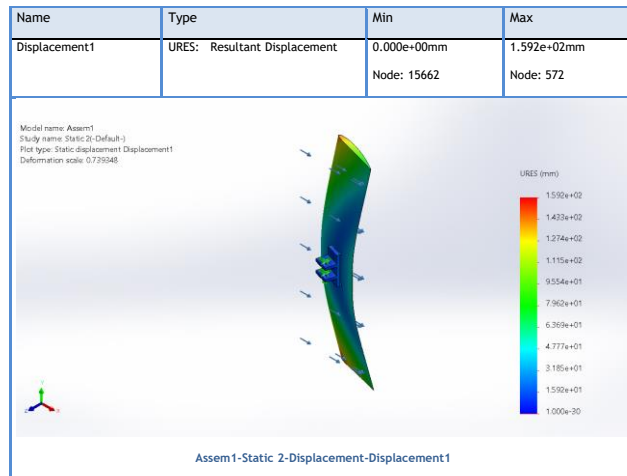 Name Type Min Max
Displacement1 URES: Resultant Displacement 0.000e+00mm 1.592e+02mm
Node: 15662 Node: 572
Model name: Assem1
Study name: Static 2(-Default-)
Plot type: Static displacement Displacement1
Deformation scale: 0.739348
URES (mm)
1.592e+02
1.433e+02
1.274e+02
1.115e+02
9.554e+01
7.962e+01
6.369e+01
4.777e+01
3.185e+01
1.592e+01
1.000e-30
Y
Z X
Assem1-Static 2-Displacement-Displacement1